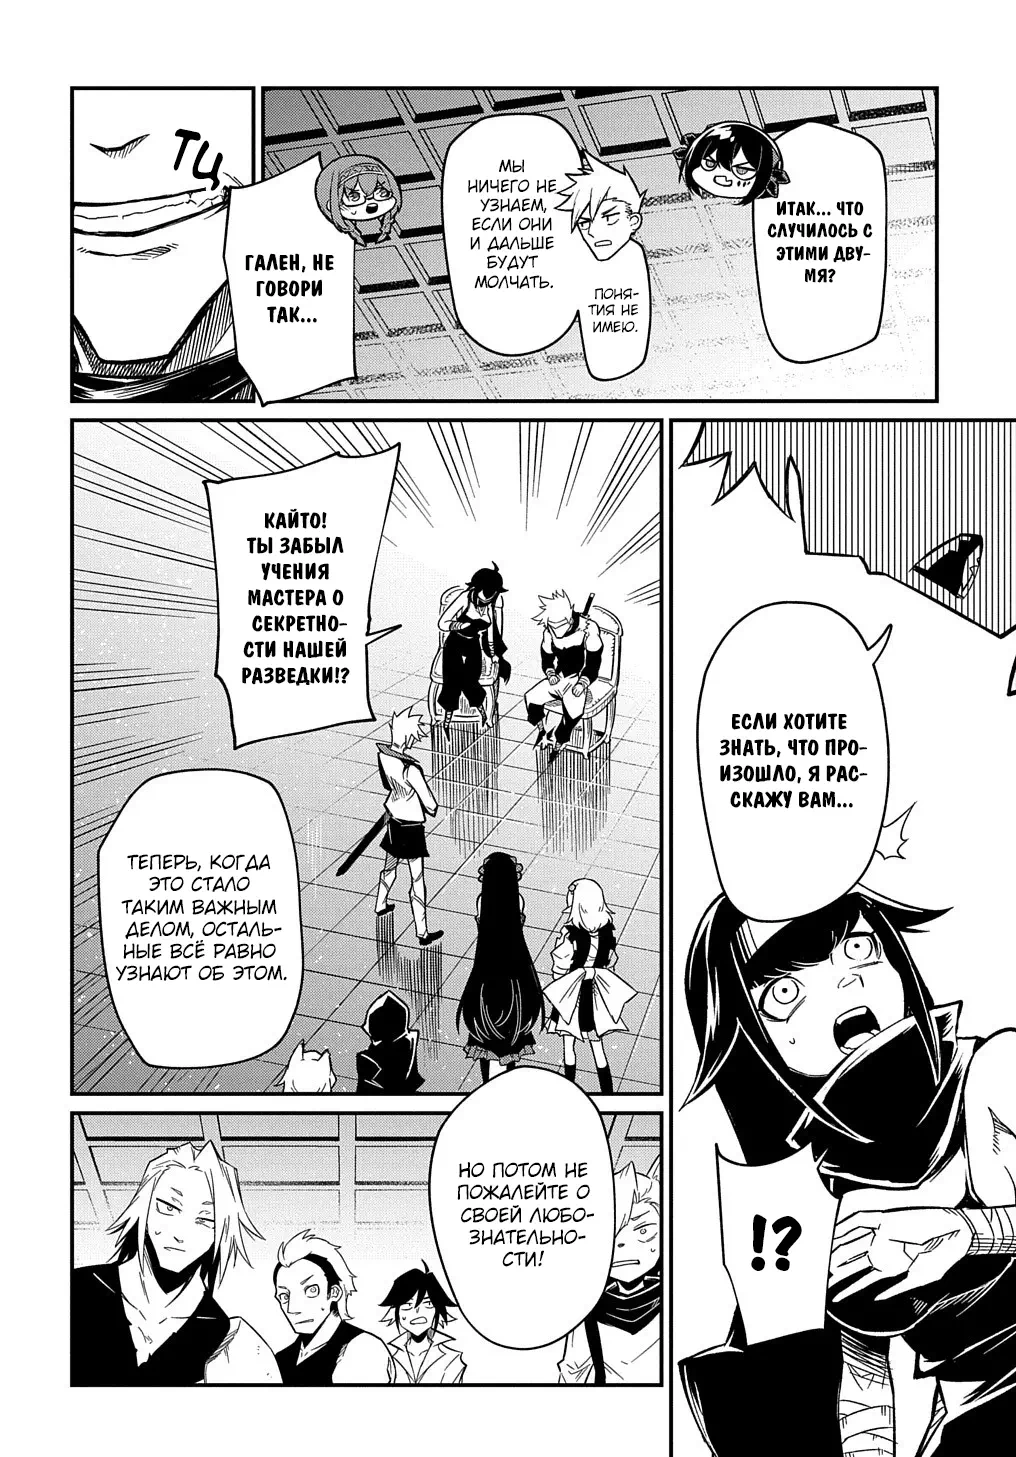 ИТАК... ЧТО
СЛУЧИЛОСЬ С
ЭТИМИ ДВУ-
МЯ?
ПОНЯ-
ТИЯ НЕ
ИМЕЮ.
МЫ
НИЧЕГО НЕ
УЗНАЕМ,
ЕСЛИ ОНИ
И ДАЛЬШЕ
БУДУТ
МОЛЧАТЬ.
ГАЛЕН, НЕ
ГОВОРИ
ТАК...
ТЦ
ЕСЛИ ХОТИТЕ
ЗНАТЬ, ЧТО ПРО-
ИЗОШЛО, Я РАС-
СКАЖУ ВАМ...
!?
КАЙТО!
ТЫ ЗАБЫЛ
УЧЕНИЯ
МАСТЕРА О
СЕКРЕТНО-
СТИ НАШЕЙ
РАЗВЕДКИ!?
ТЕПЕРЬ, КОГДА
ЭТО СТАЛО
ТАКИМ ВАЖНЫМ
ДЕЛОМ, ОСТАЛЬ-
НЫЕ ВСЁ РАВНО
УЗНАЮТ ОБ ЭТОМ.
НО ПОТОМ НЕ
ПОЖАЛЕЙТЕ О
СВОЕЙ ЛЮБО-
ЗНАТЕЛЬНО-
СТИ!